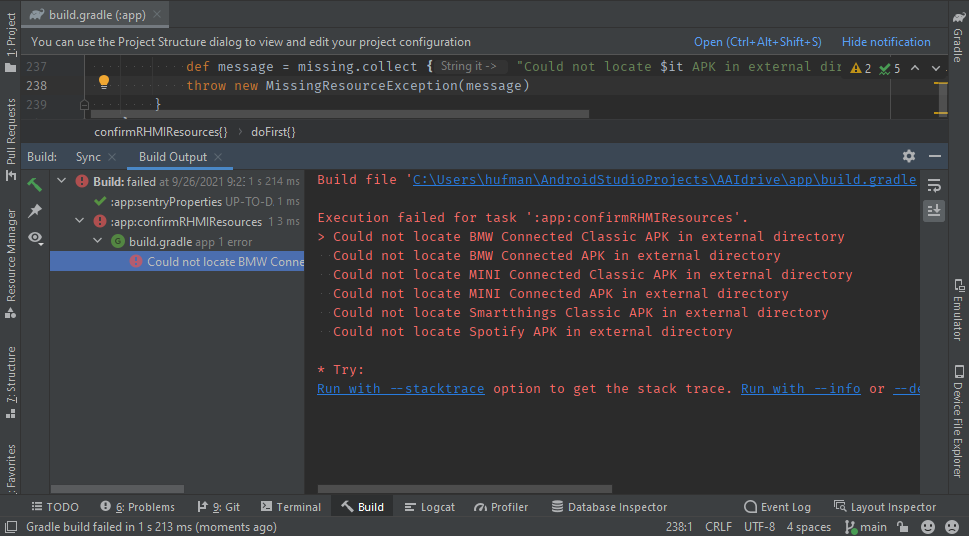 build.gradle (:app)
You can use the Project Structure dialog to view and edit your project configuration
Open (Ctrl+Alt+Shift+S)
Hide notification
237 def message = missing.collect { String it -> "Could not locate $it APK in external dir
2 5
238 throw new MissingResourceException(message)
239 }
confirmRHMIResources{} › doFirst{}
Build: Sync Build Output
Build: failed at 9/26/2021 9:23 1 s 214 ms
:app:sentryProperties UP-TO-D 1 ms
:app:confirmRHMIResources 13 ms
build.gradle app 1 error
Could not locate BMW Conne
Build file 'C:\Users\hufman\AndroidStudioProjects\AAIdrive\app\build.gradle
Execution failed for task ':app:confirmRHMIResources'.
> Could not locate BMW Connected Classic APK in external directory
Could not locate BMW Connected APK in external directory
Could not locate MINI Connected Classic APK in external directory
Could not locate MINI Connected APK in external directory
Could not locate Smartthings Classic APK in external directory
Could not locate Spotify APK in external directory
* Try:
Run with --stacktrace option to get the stack trace. Run with --info or --de
1: Project
Pull Requests
Resource Manager
7: Structure
: Favorites
Gradle
Emulator
Device File Explorer
TODO 6: Problems 9: Git Terminal Build Logcat Profiler Database Inspector Event Log Layout Inspector
Gradle build failed in 1 s 213 ms (moments ago) 238:1 CRLF UTF-8 4 spaces main